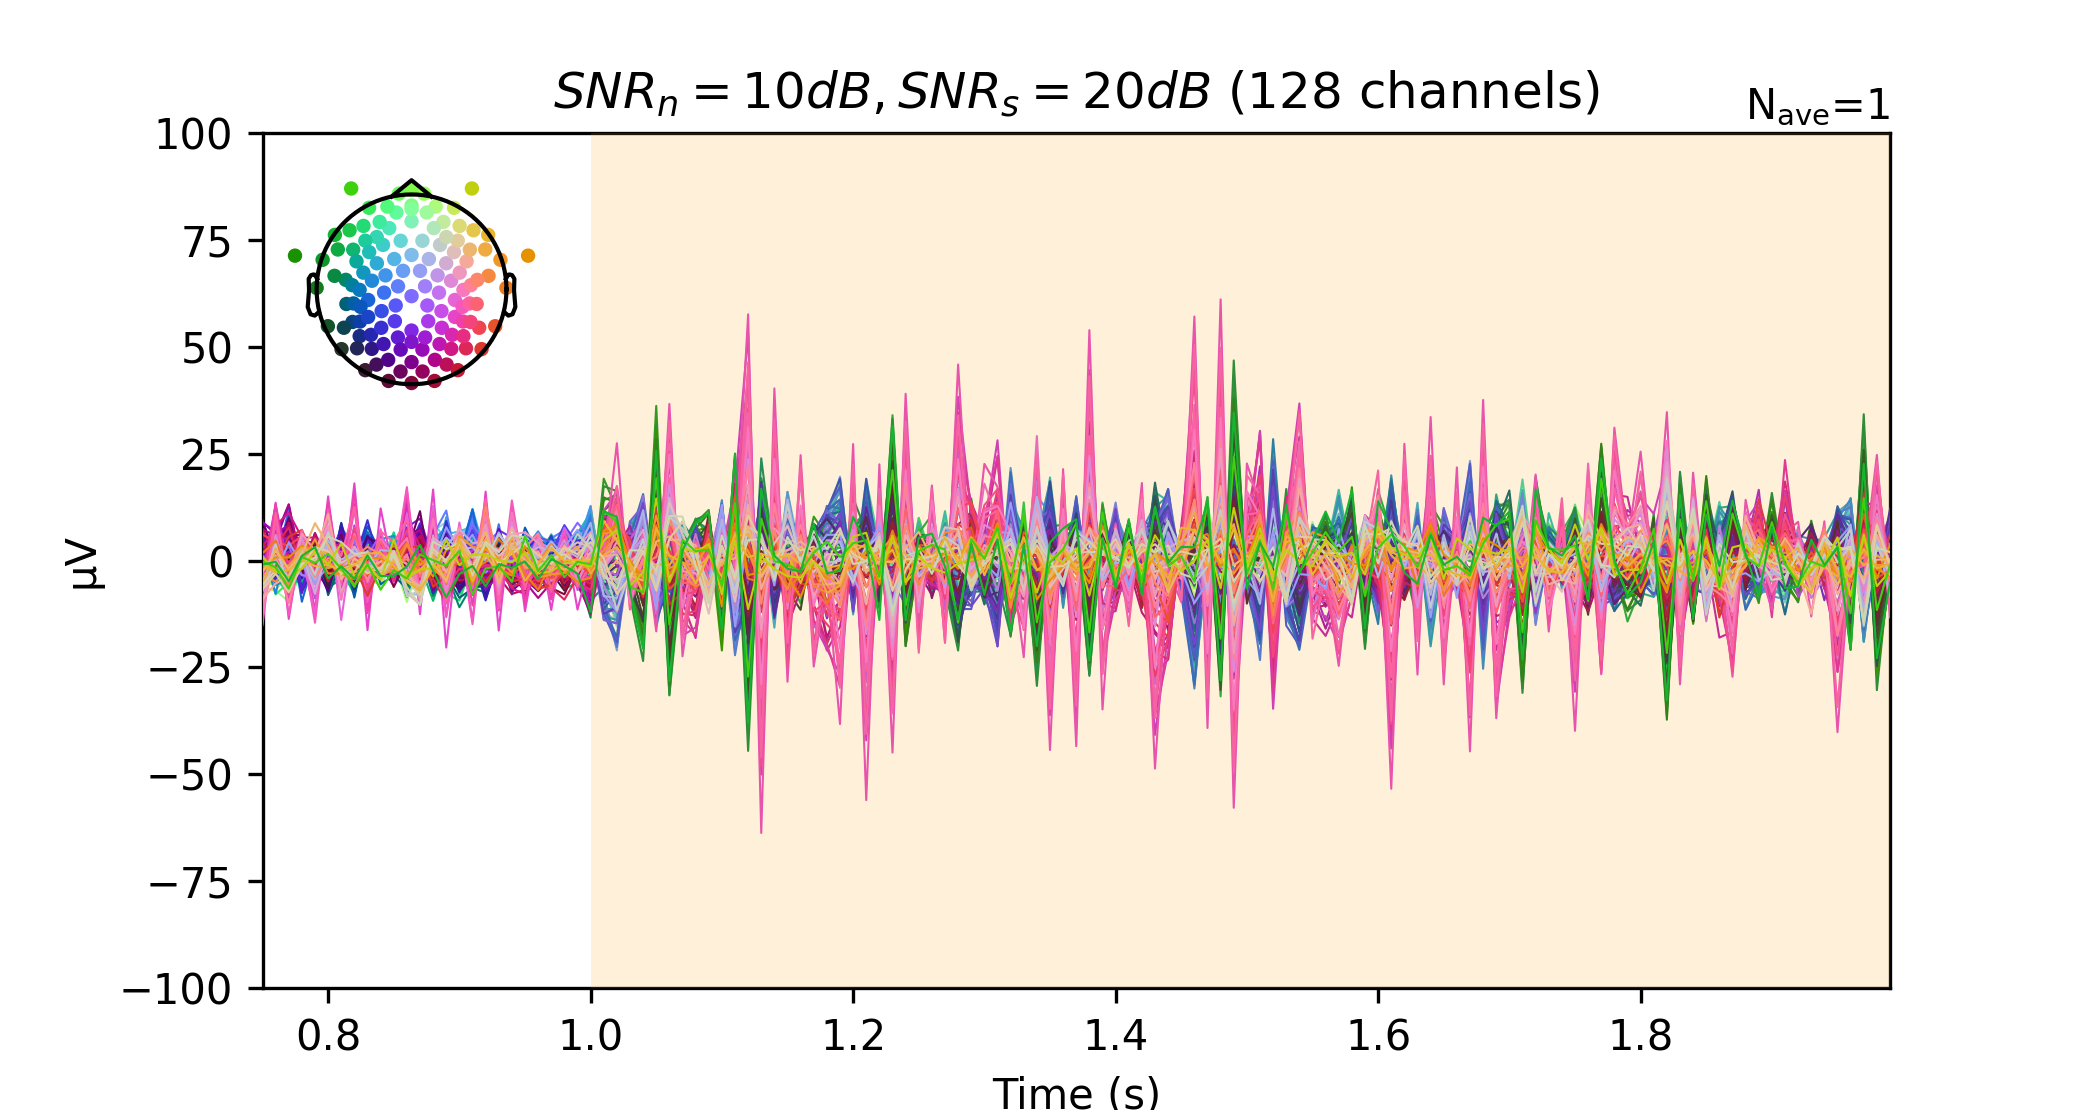 SNRₙ = 10dB, SNRₛ = 20dB (128 channels)
Nₐᵥₑ=1
100
75
50
25
0
−25
−50
−75
−100
µV
0.8 1.0 1.2 1.4 1.6 1.8
Time (s)